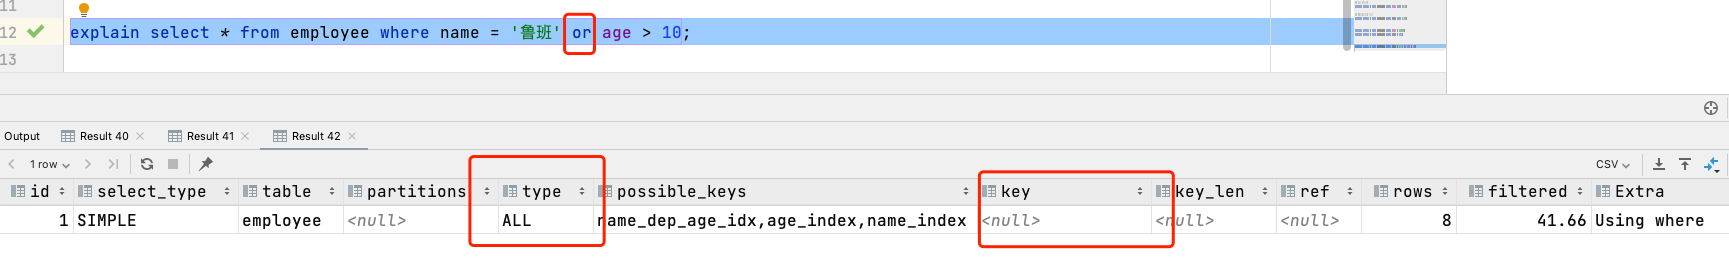 11
12 explain select * from employee where name = '鲁班' or age > 10;
13
Output Result 40 Result 41 Result 42
1 row CSV
id select_type table partitions type possible_keys key key_len ref rows filtered Extra
1 SIMPLE employee <null> ALL name_dep_age_idx,age_index,name_index <null> <null> <null> 8 41.66 Using where